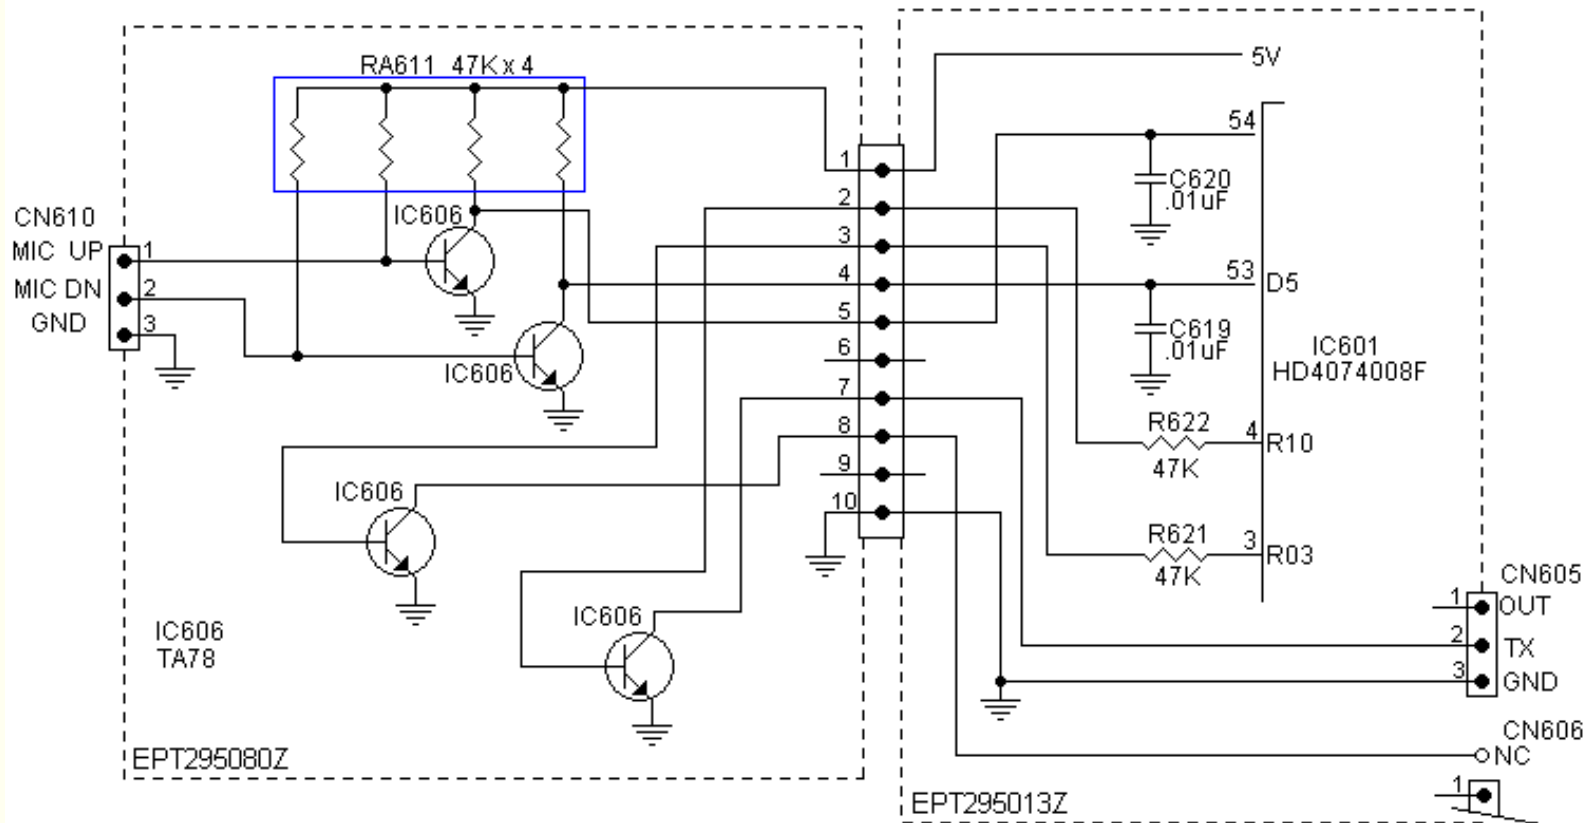 RA611 47K x 4
5V
54
1
C620
.01uF
2
CN610
IC606
MIC UP 1
3
53 D5
4
MIC DN 2
GND 3
5
C619
.01uF
IC601
HD4074008F
6
IC606
7
R622
8
4 R10
47K
9
IC606
10
R621
3 R03
47K
CN605
1 OUT
IC606
2 TX
IC606
TA78
3 GND
CN606
NC
EPT295080Z
1
EPT295013Z